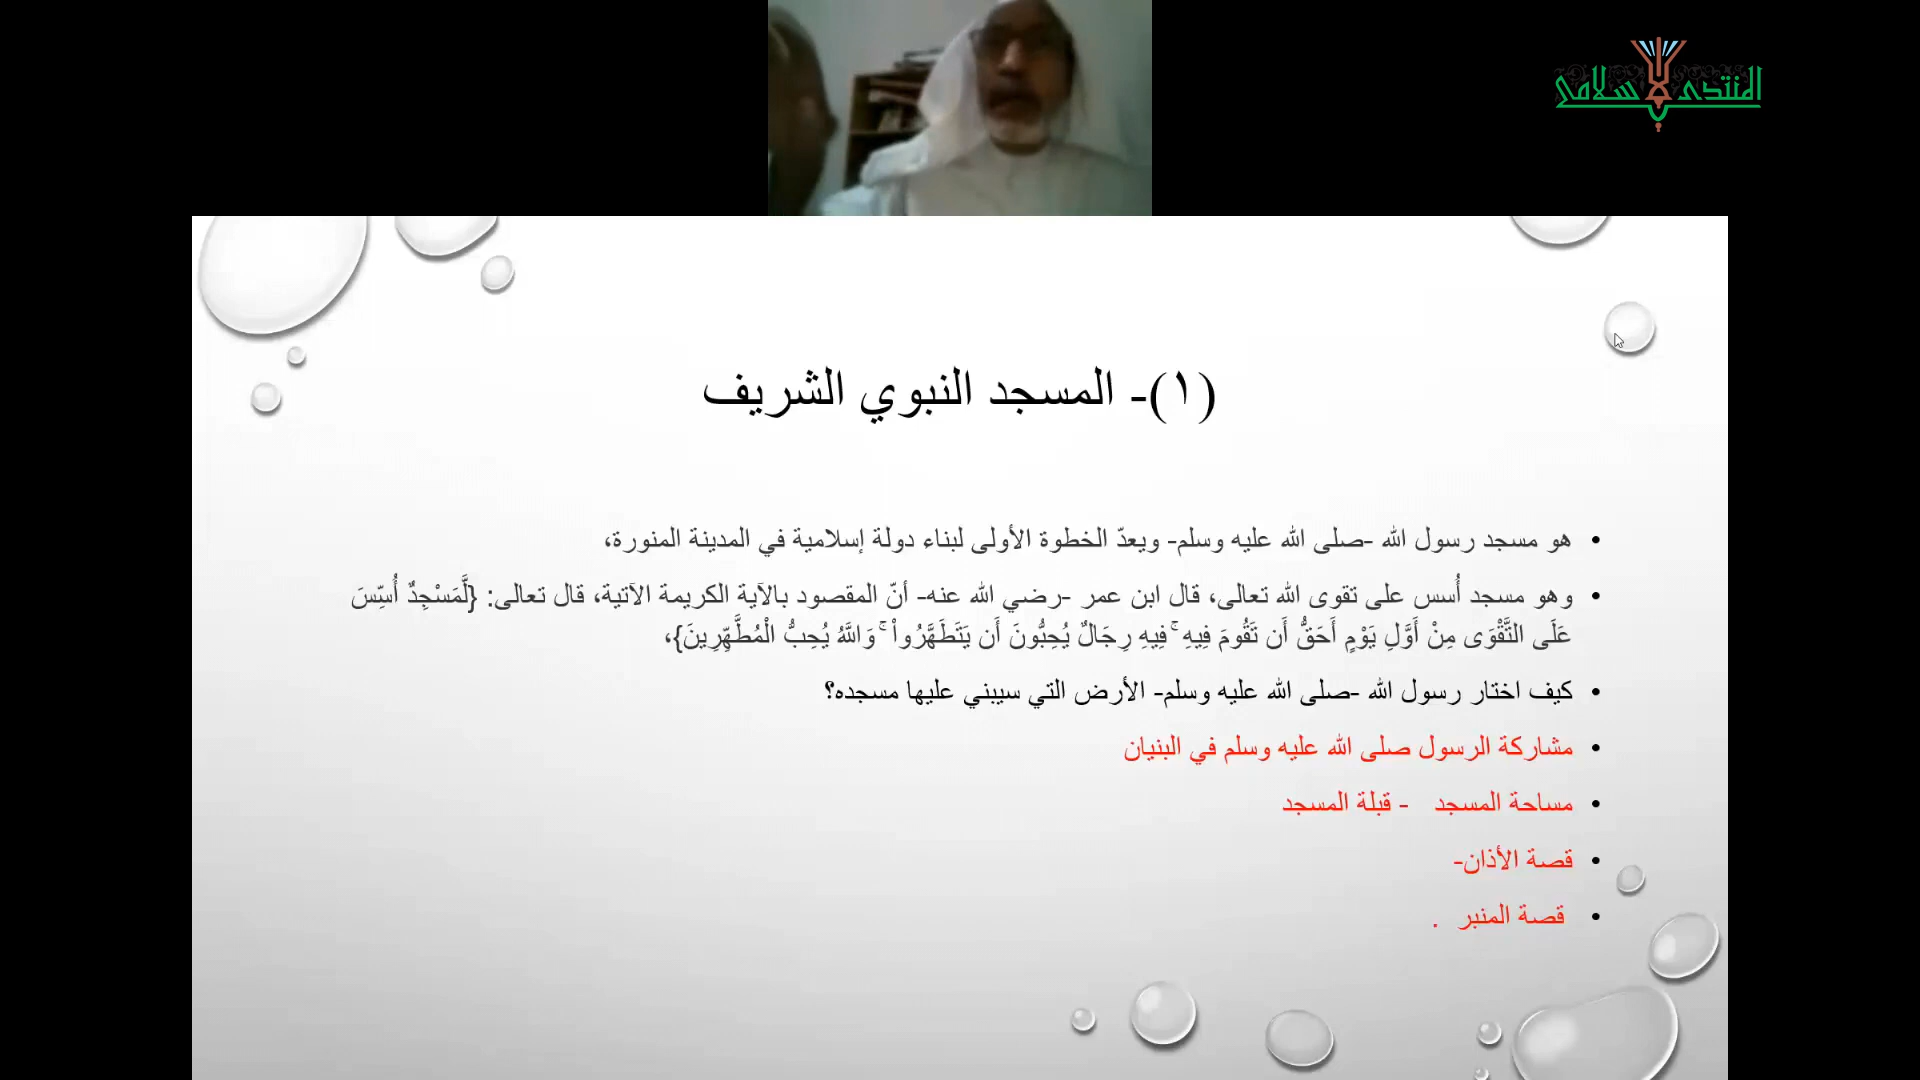 المنتدى الإسلامي
(١)- المسجد النبوي الشريف
• هو مسجد رسول الله -صلى الله عليه وسلم- ويعدّ الخطوة الأولى لبناء دولة إسلامية في المدينة المنورة،
• وهو مسجد أُسس على تقوى الله تعالى، قال ابن عمر -رضي الله عنه- أنّ المقصود بالآية الكريمة الآتية، قال تعالى: {لَّمَسْجِدٌ أُسِّسَ
عَلَى التَّقْوَى مِنْ أَوَّلِ يَوْمٍ أَحَقُّ أَن تَقُومَ فِيهِ ۚ فِيهِ رِجَالٌ يُحِبُّونَ أَن يَتَطَهَّرُواْ ۚ وَاللَّهُ يُحِبُّ الْمُطَّهِّرِينَ}،
• كيف اختار رسول الله -صلى الله عليه وسلم- الأرض التي سيبني عليها مسجده؟
• مشاركة الرسول صلى الله عليه وسلم في البنيان
• مساحة المسجد - قبلة المسجد
• قصة الأذان-
• قصة المنبر .